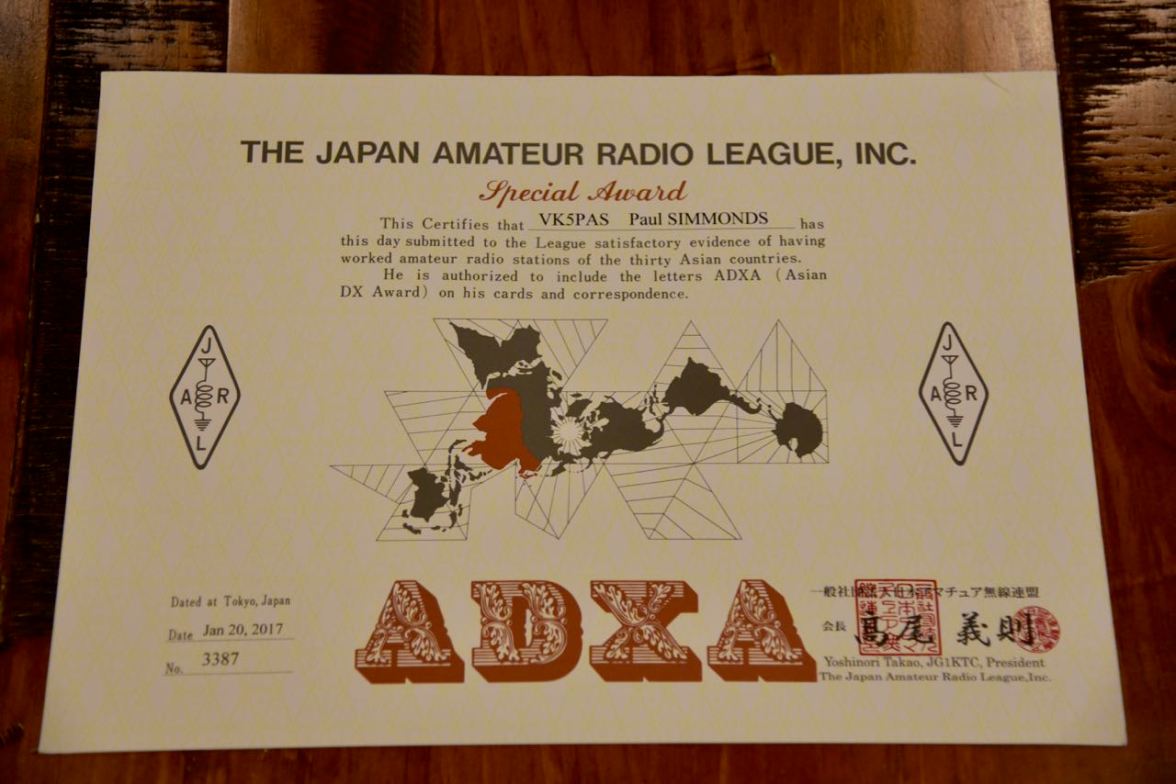 THE JAPAN AMATEUR RADIO LEAGUE, INC.
Special Award
This Certifies that VK5PAS Paul SIMMONDS has
this day submitted to the League satisfactory evidence of having
worked amateur radio stations of the thirty Asian countries.
He is authorized to include the letters ADXA (Asian
DX Award) on his cards and correspondence.
J
A R
L
J
A R
L
ADXA
Dated at Tokyo, Japan
Date Jan 20, 2017
No. 3387
一般社団法人日本アマチュア無線連盟
会長 髙尾 義則
Yoshinori Takao, JG1KTC, President
The Japan Amateur Radio League,Inc.